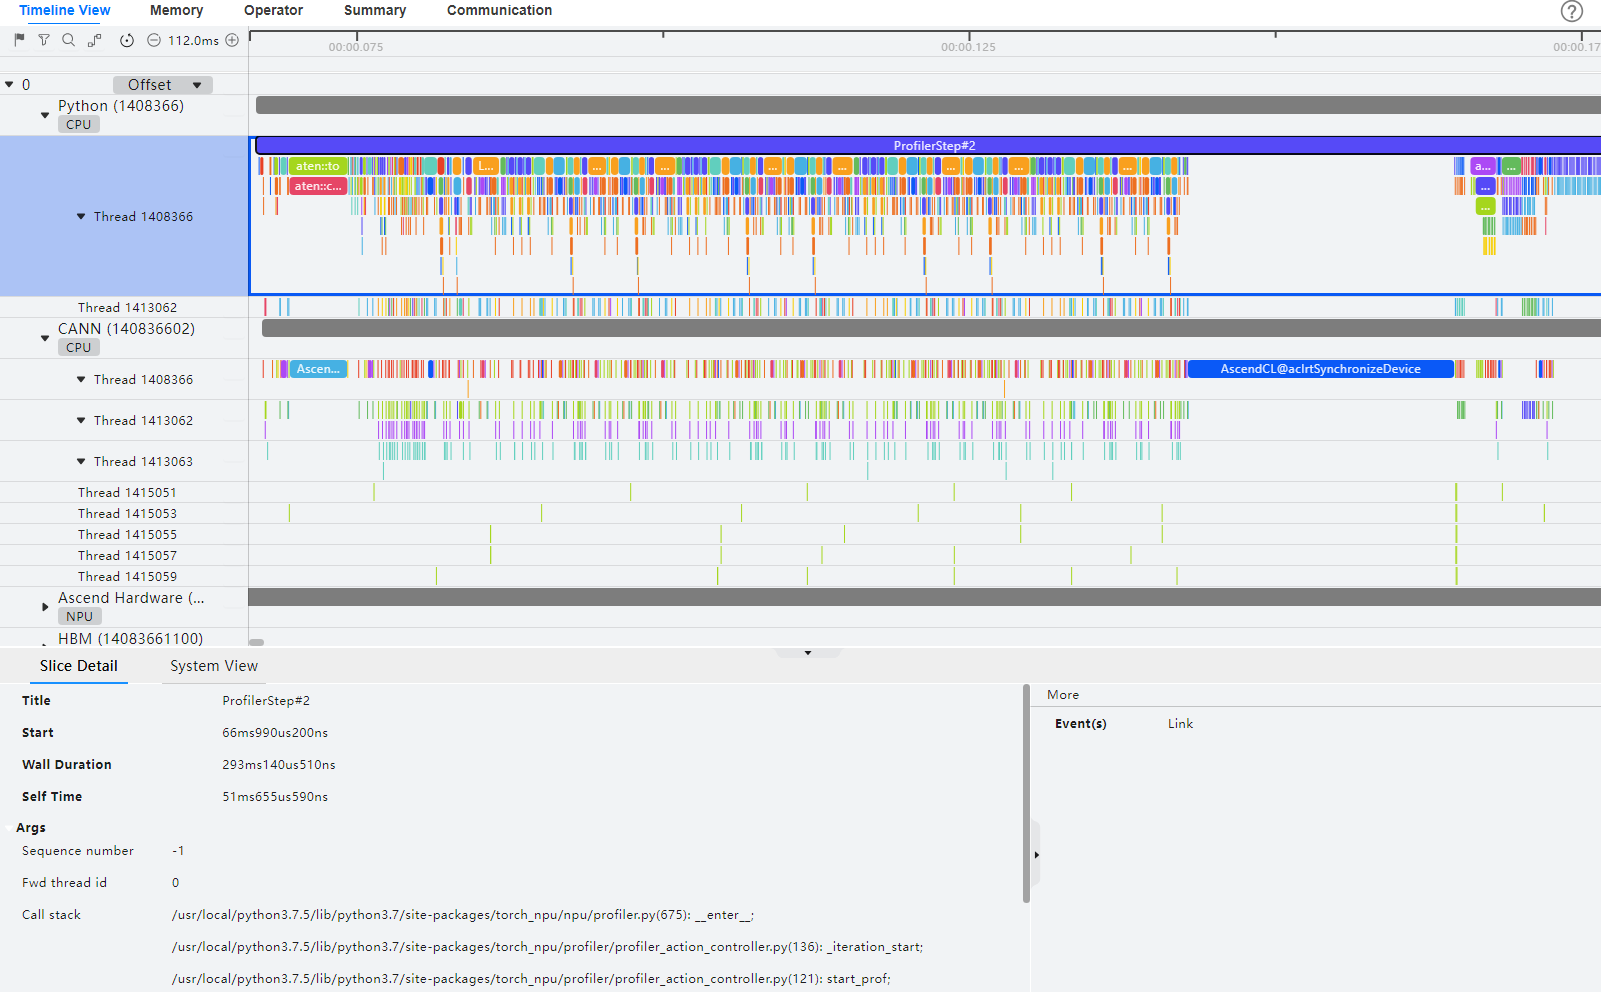 Timeline View Memory Operator Summary Communication
112.0ms 00:00.075 00:00.125 00:00.17
0 Offset
Python (1408366)
CPU
ProfilerStep#2
aten::to L... ... ... ... ... ... ... ... a... ...
aten::c... ...
...
Thread 1408366
Thread 1413062
CANN (140836602)
CPU
Thread 1408366 Ascen... AscendCL@aclrtSynchronizeDevice
Thread 1413062
Thread 1413063
Thread 1415051
Thread 1415053
Thread 1415055
Thread 1415057
Thread 1415059
Ascend Hardware (...
NPU
HBM (14083661100)
Slice Detail System View
Title ProfilerStep#2
Start 66ms990us200ns
Wall Duration 293ms140us510ns
Self Time 51ms655us590ns
Args
Sequence number -1
Fwd thread id 0
Call stack /usr/local/python3.7.5/lib/python3.7/site-packages/torch_npu/npu/profiler.py(675): __enter__;
/usr/local/python3.7.5/lib/python3.7/site-packages/torch_npu/profiler/profiler_action_controller.py(136): _iteration_start;
/usr/local/python3.7.5/lib/python3.7/site-packages/torch_npu/profiler/profiler_action_controller.py(121): start_prof;
More
Event(s) Link